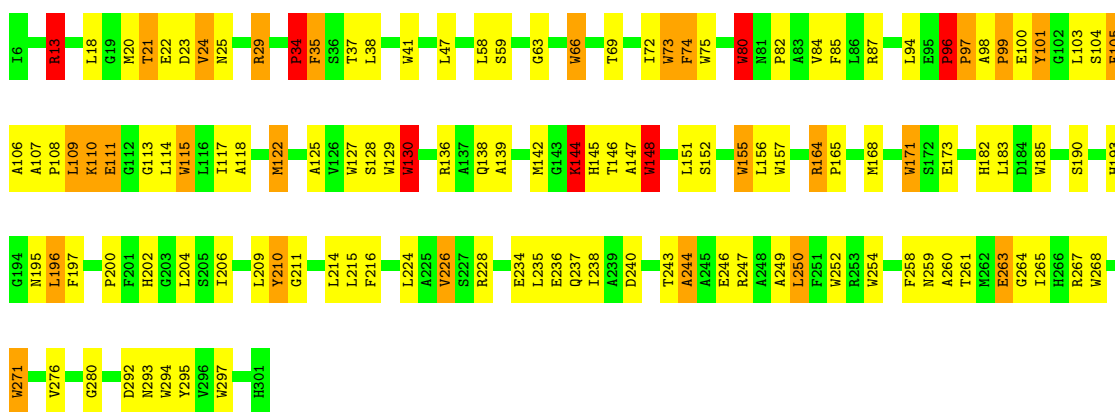 I6 R13 L18 G19 M20 T21 E22 D23 V24 N25 R29 P34 F35 S36 T37 L38 W41 L47 L58 S59 G63 W66 T69 I72 W73 F74 W75 W80 N81 P82 A83 V84 F85 L86 R87 L94 E95 P96 P97 A98 P99 E100 Y101 G102 L103 S104 E105
A106 A107 P108 L109 K110 E111 G112 G113 L114 W115 L116 I117 A118 M122 A125 V126 W127 S128 W129 W130 R136 A137 Q138 A139 M142 G143 K144 H145 T146 A147 W148 L151 S152 W155 L156 W157 R164 P165 M168 W171 S172 E173 H182 L183 D184 W185 S190 H193
G194 N195 L196 F197 P200 F201 H202 G203 L204 S205 I206 L209 Y210 G211 L214 L215 F216 L224 A225 V226 S227 R228 E234 L235 E236 Q237 I238 A239 D240 T243 A244 A245 E246 R247 A248 A249 L250 F251 W252 R253 W254 F258 N259 A260 T261 M262 E263 G264 I265 H266 R267 W268
W271 V276 G280 D292 N293 W294 Y295 V296 W297 H301